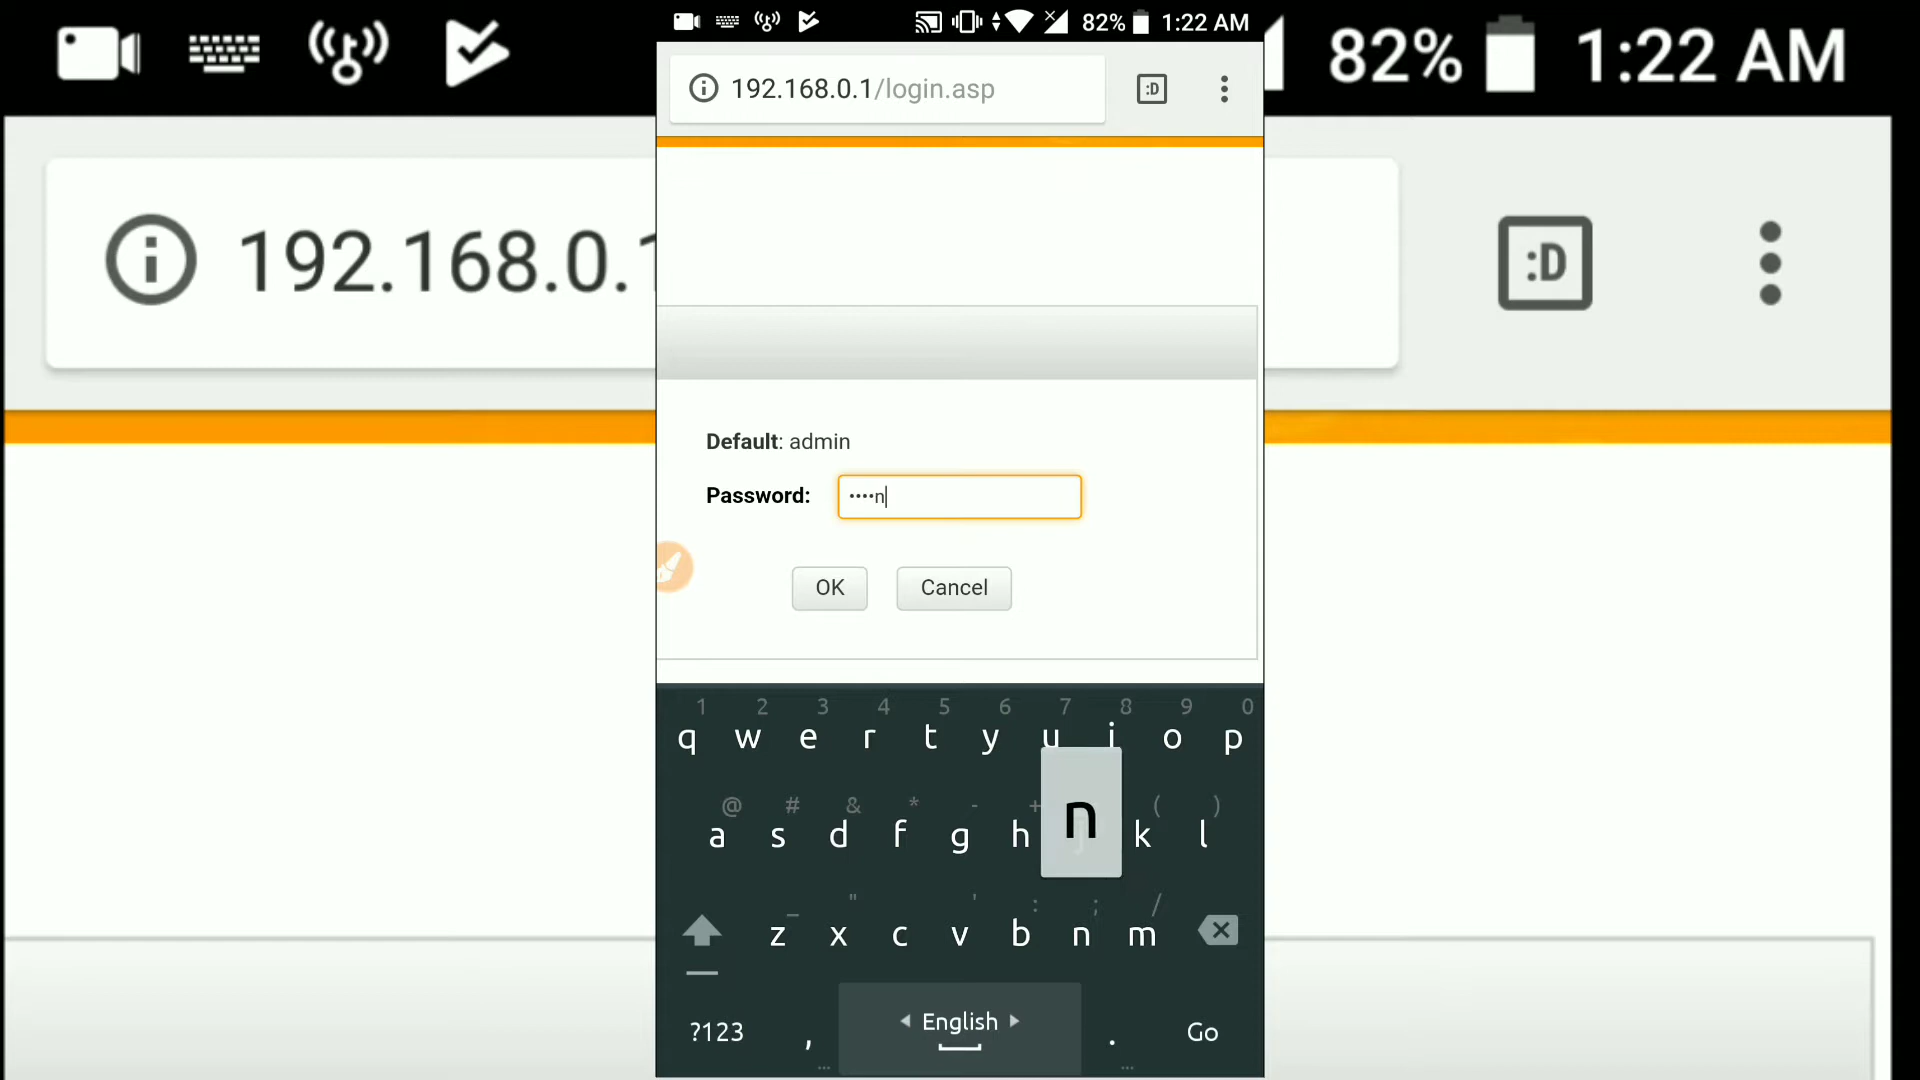 82% 1:22 AM
82% 1:22 AM
192.168.0.1/login.asp :D
192.168.0.1 :D
Default: admin
Password: ••••n
OK Cancel
1 2 3 4 5 6 7 8 9 0
q w e r t y u i o p
@ # & * - + ( )
a s d f g h n k l
_ " ' : ; /
z x c v b n m
?123 , English . Go